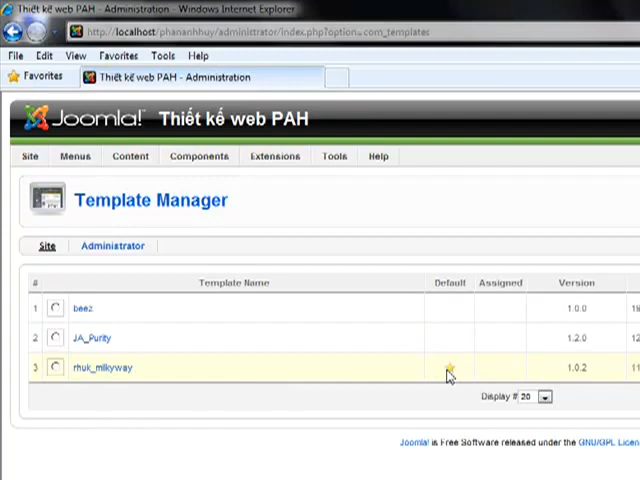 Thiết kế web PAH - Administration - Windows Internet Explorer
http://localhost/phananhhuy/administrator/index.php?option=com_templates
File Edit View Favorites Tools Help
Favorites Thiết kế web PAH - Administration
Joomla! Thiết kế web PAH
Site Menus Content Components Extensions Tools Help
Template Manager
Site Administrator
# Template Name Default Assigned Version
1 beez 1.0.0
2 JA_Purity 1.2.0 12
3 rhuk_milkyway 1.0.2 11
Display # 20
Joomla! is Free Software released under the GNU/GPL Licen